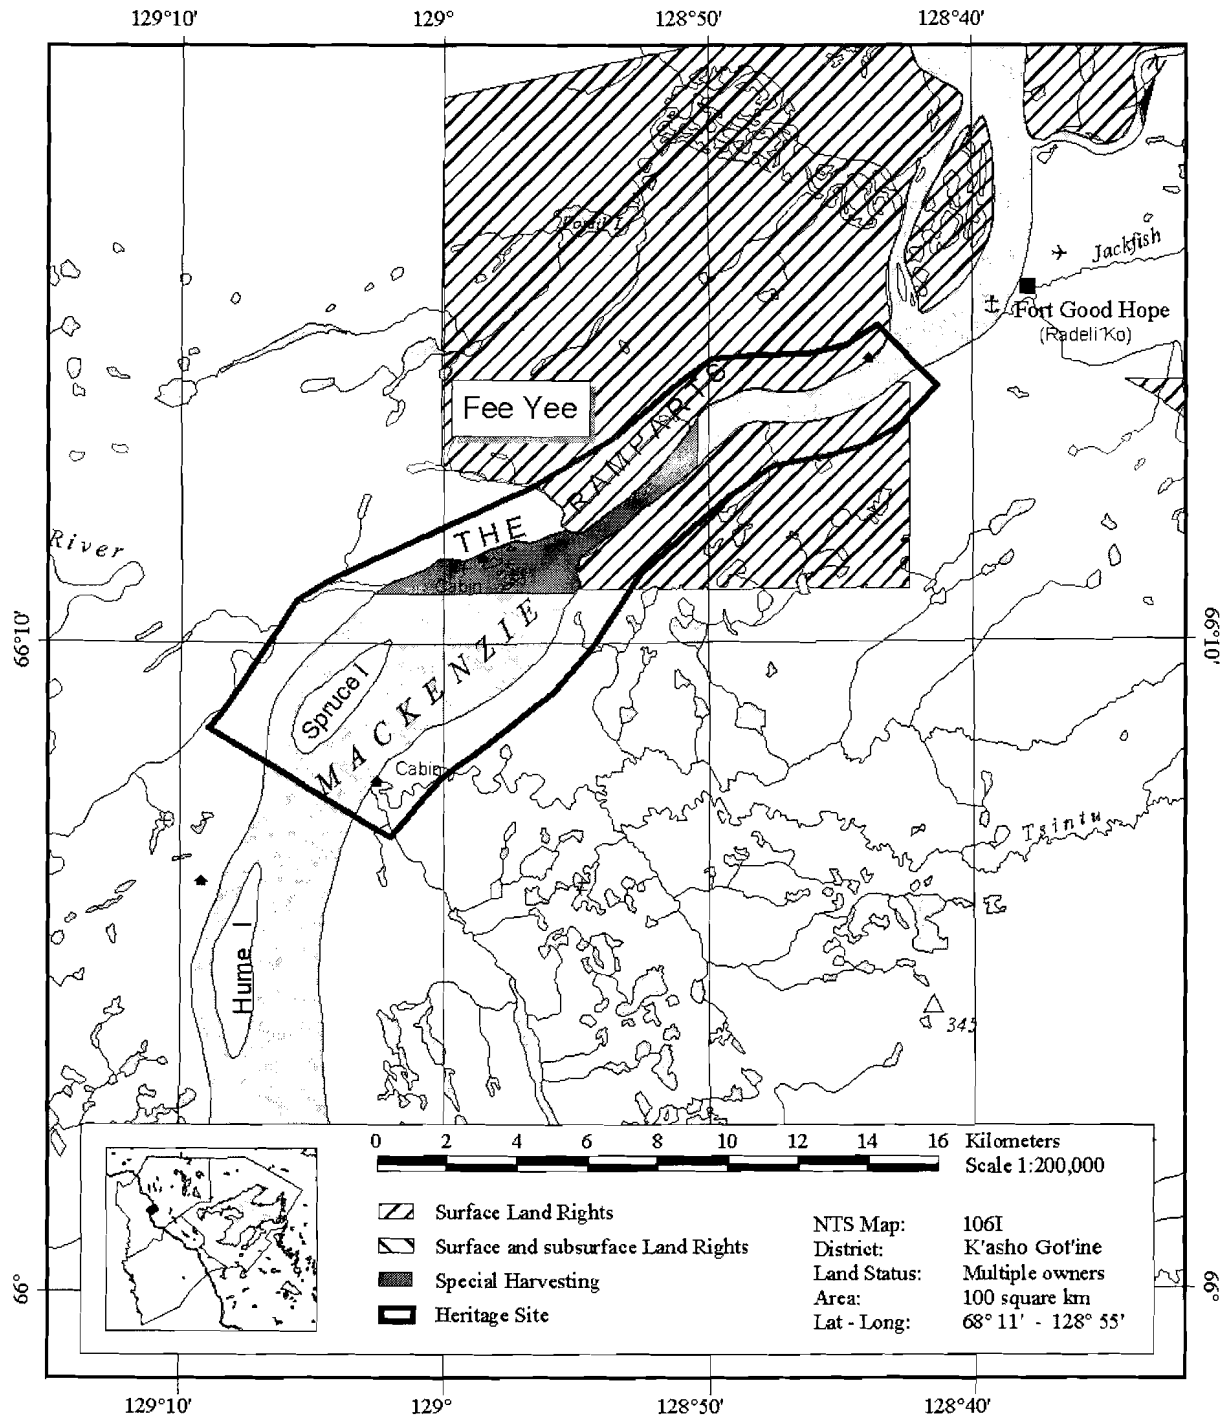 129°10'
129°
128°50'
128°40'
Jackfish
Fort Good Hope
Fee Yee
RAMPARTS
THE
River
Cabin
66°10'
66°10'
MACKENZIE
Spruce I
Cabin
Tsintu
Hume I
343
0 2 4 6 8 10 12 14 16 Kilometers
Scale 1:200,000
Surface Land Rights
Surface and subsurface Land Rights
Special Harvesting
Heritage Site
NTS Map: 106I
District: K'asho Got'ine
Land Status: Multiple owners
Area: 100 square km
Lat - Long: 68° 11' - 128° 55'
66°
66°
129°10'
129°
128°50'
128°40'